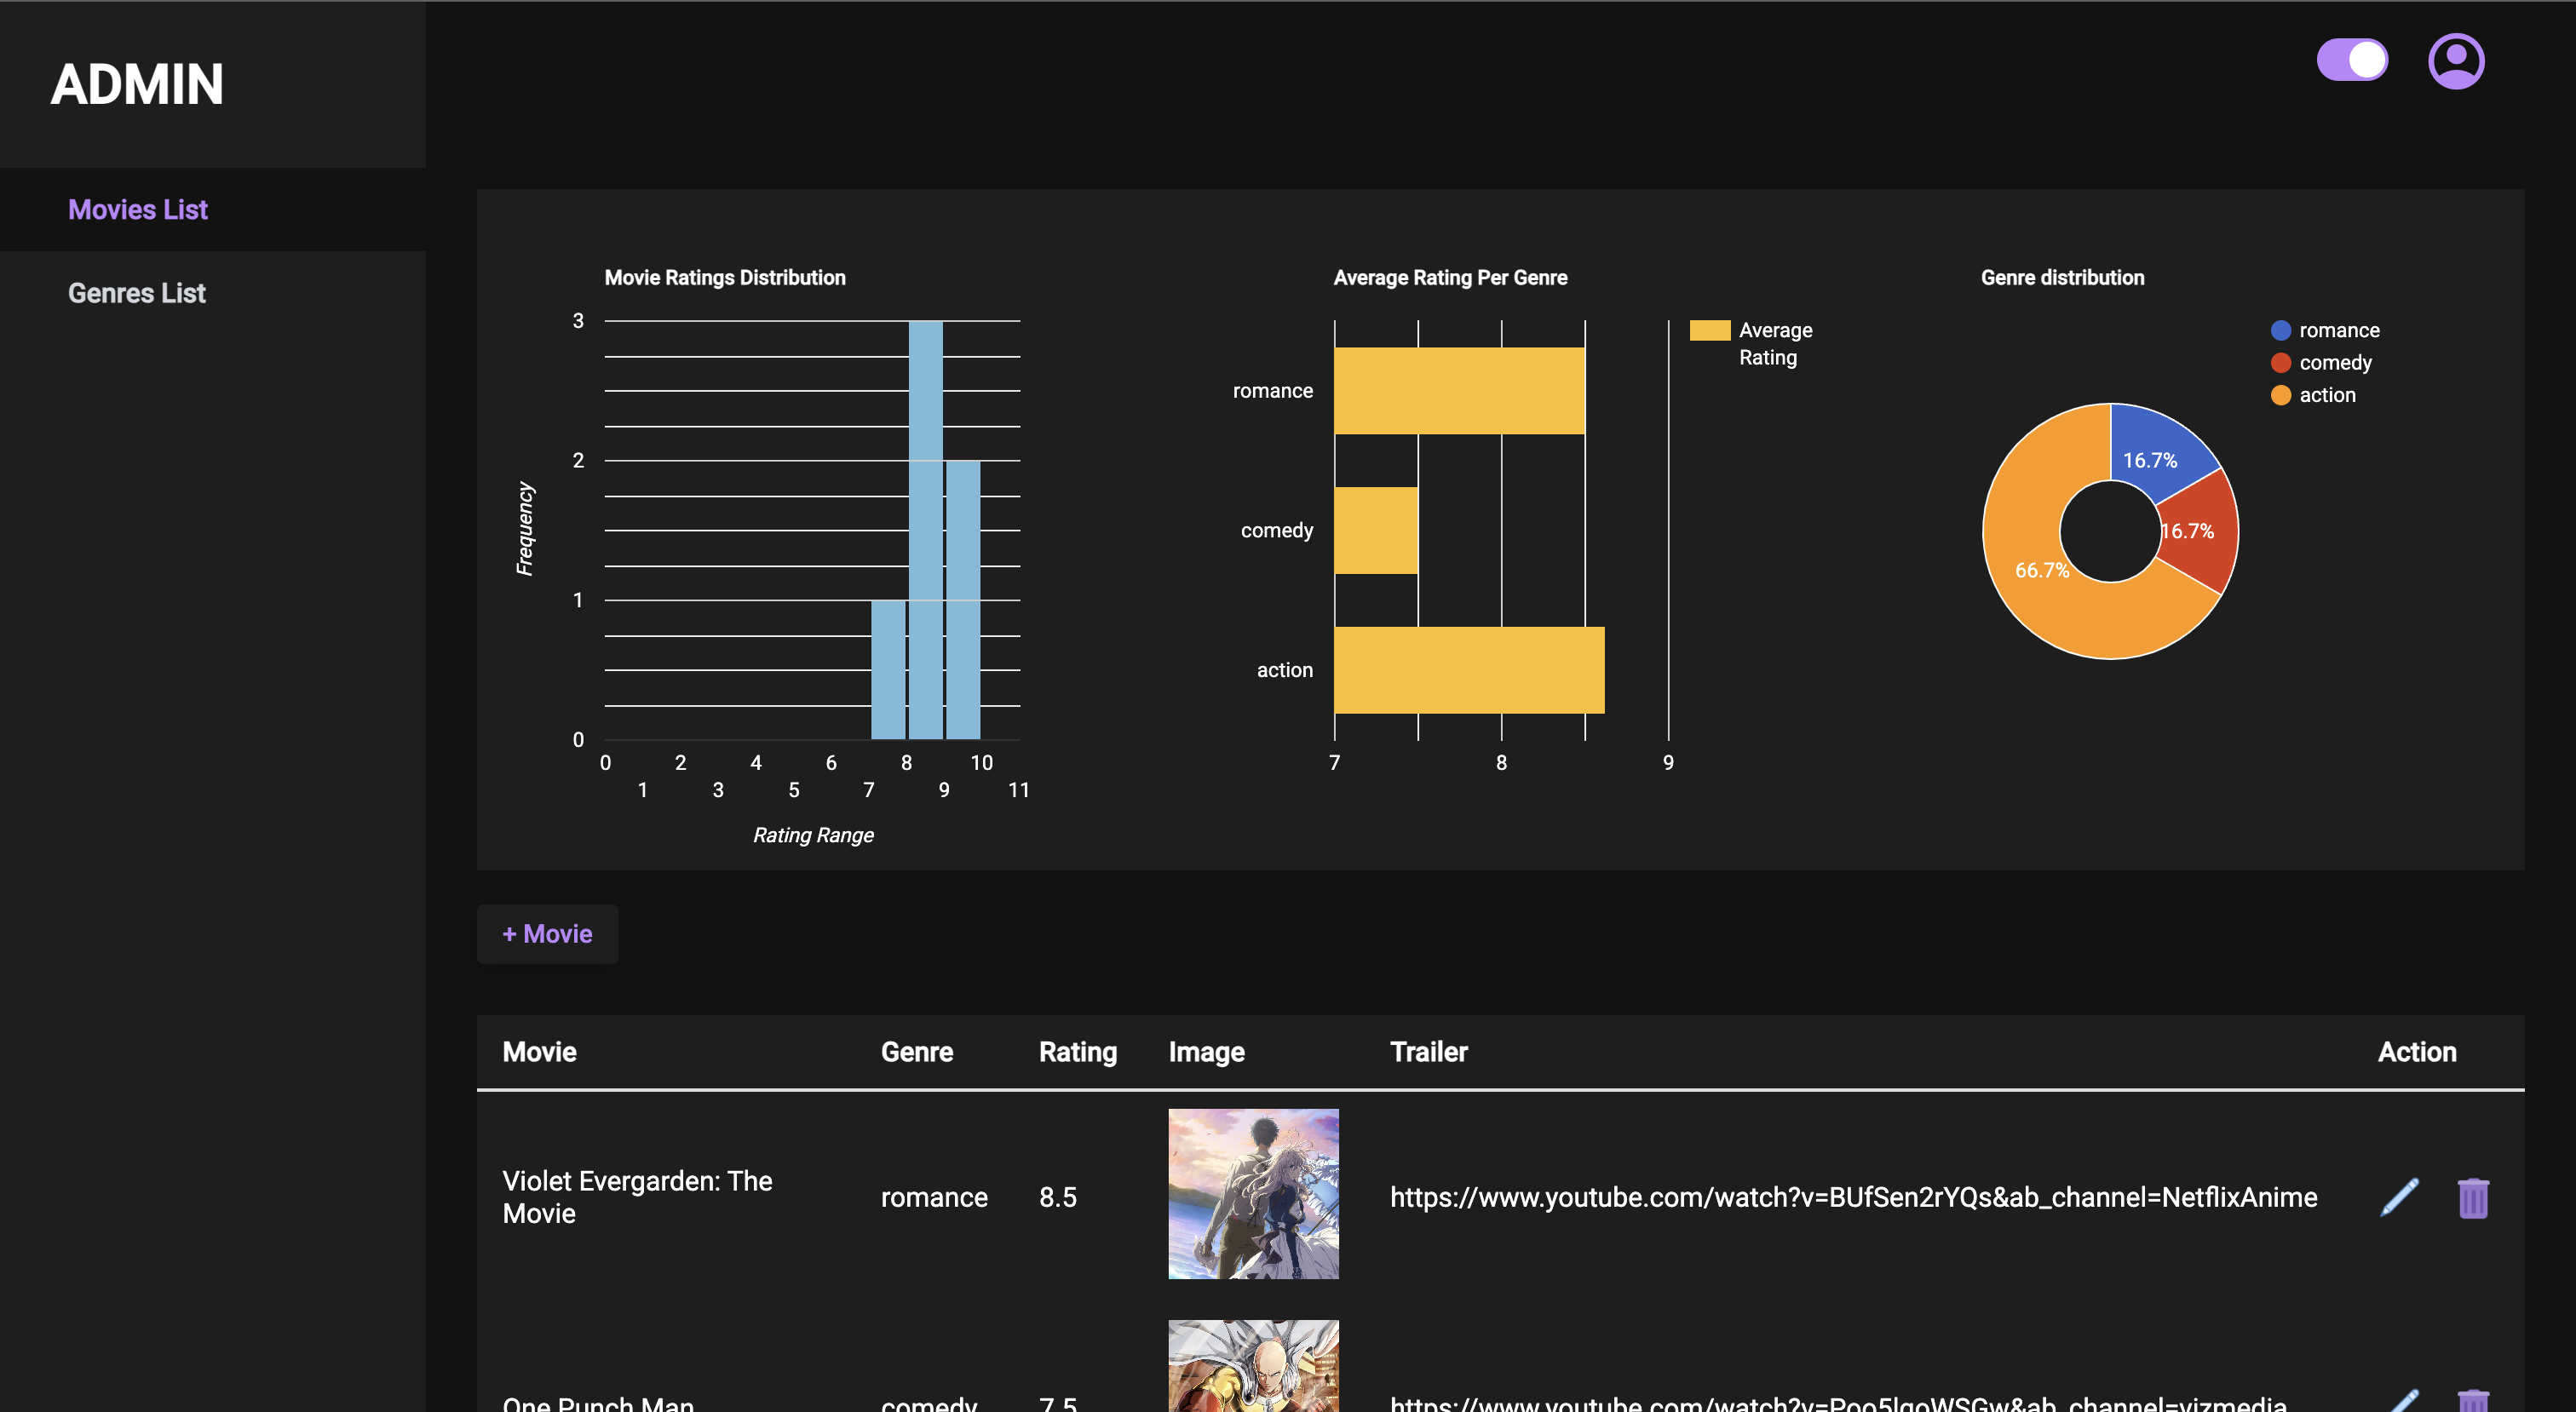 ADMIN
Movies List
Genres List
Movie Ratings Distribution
3
2
1
0
Frequency
0 2 4 6 8 10
1 3 5 7 9 11
Rating Range
Average Rating Per Genre
Average
Rating
romance
comedy
action
7 8 9
Genre distribution
romance
comedy
action
16.7%
16.7%
66.7%
+ Movie
Movie Genre Rating Image Trailer Action
Violet Evergarden: The
Movie
romance 8.5 https://www.youtube.com/watch?v=BUfSen2rYQs&ab_channel=NetflixAnime
One Punch Man comedy 7.5 https://www.youtube.com/watch?v=Poo5lqoWSGw&ab_channel=vizmedia